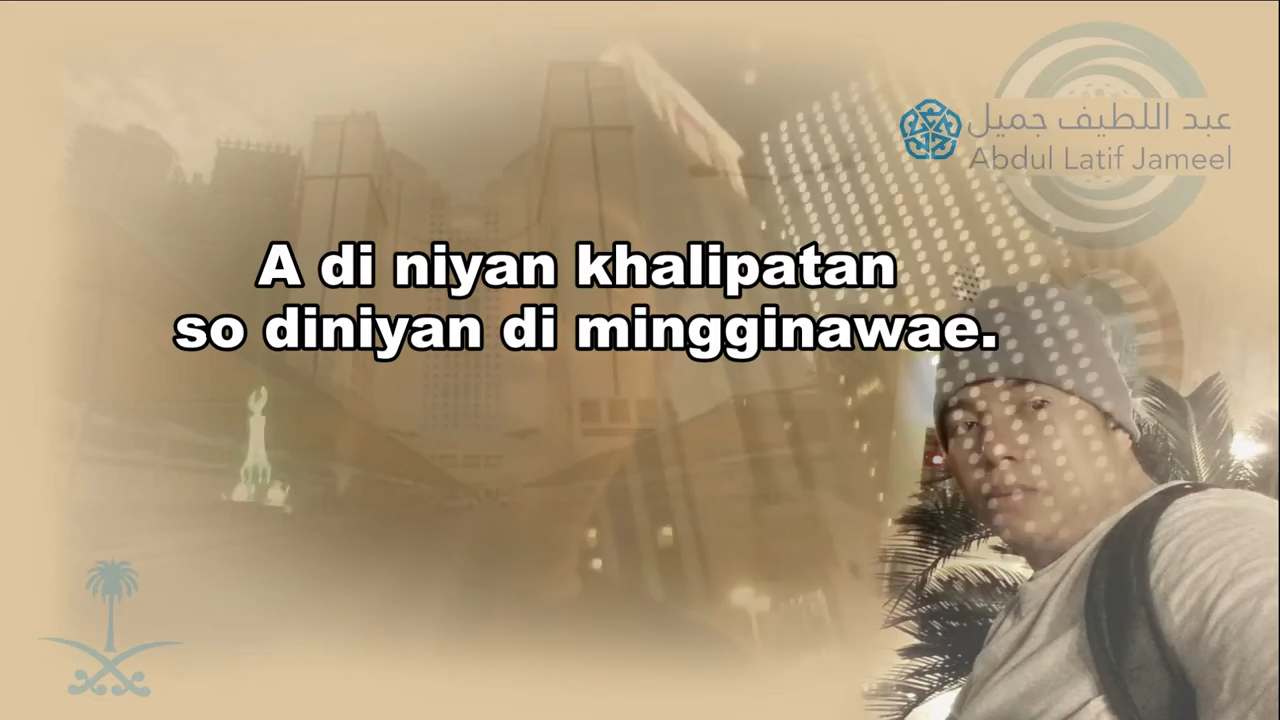 عبد اللطيف جميل
Abdul Latif Jameel
A di niyan khalipatan
so diniyan di mingginawae.